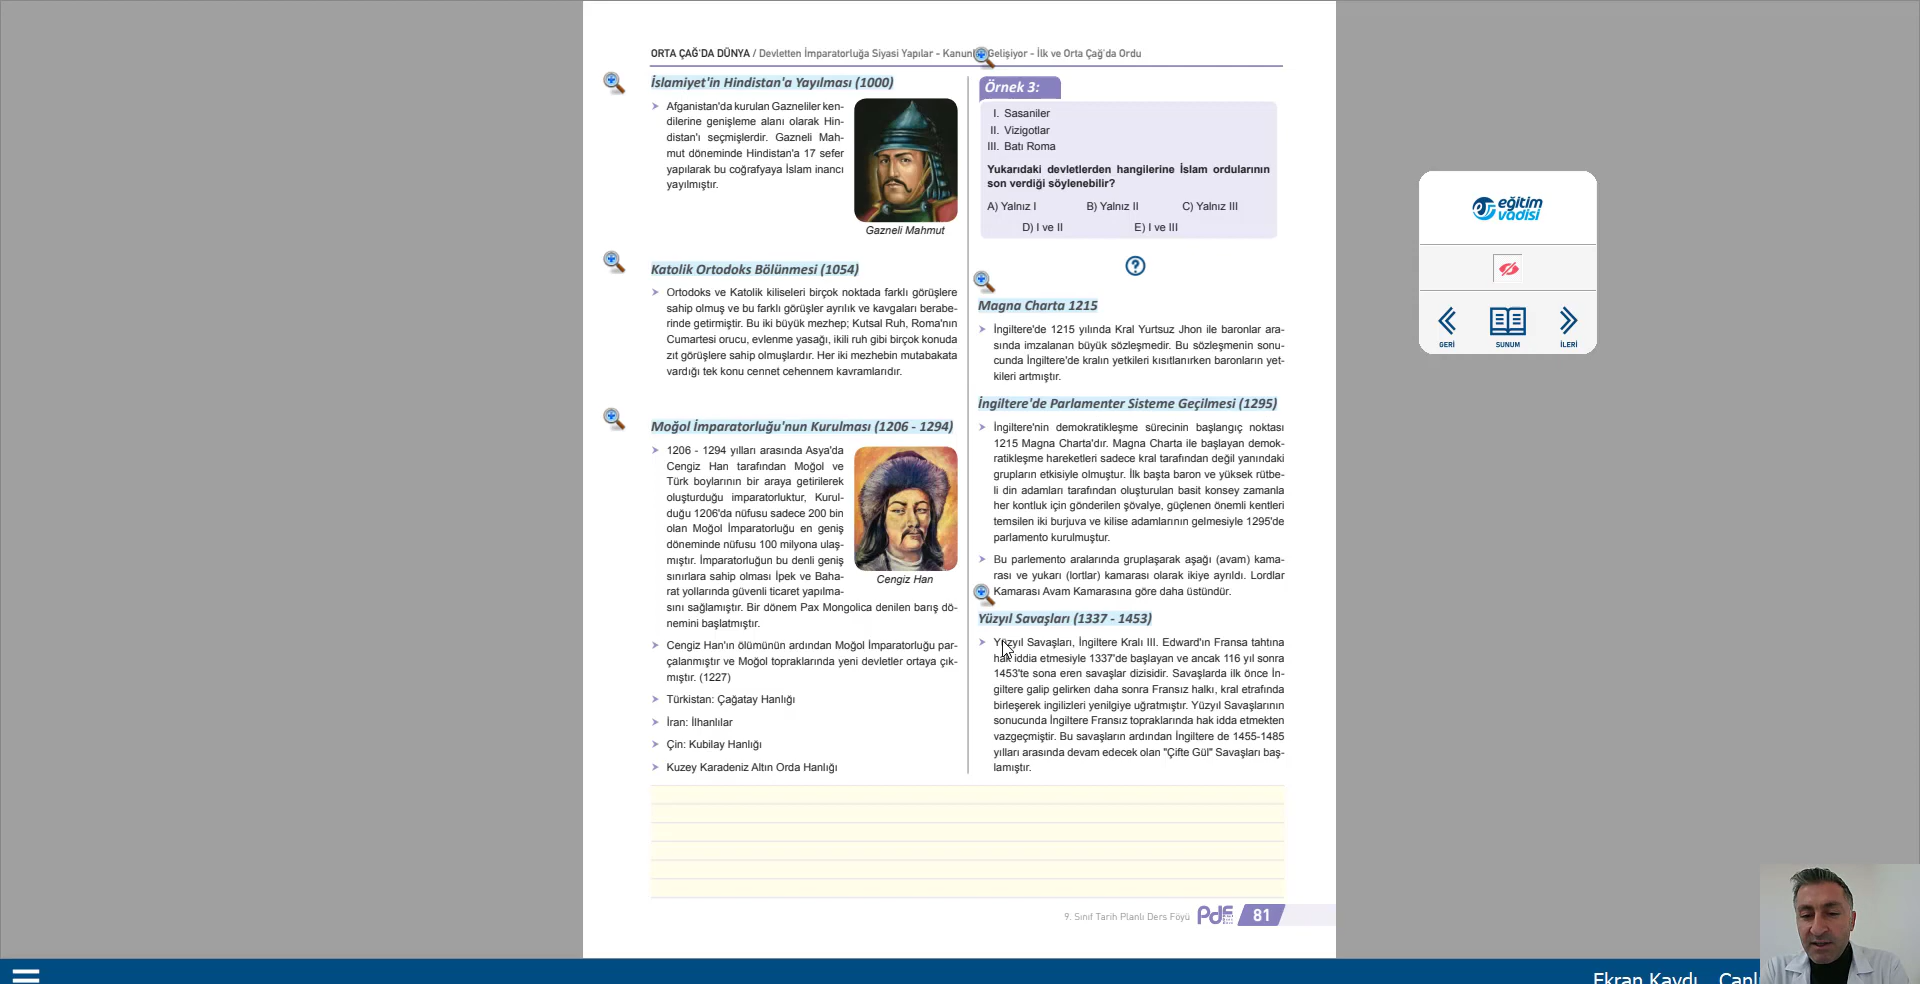 ORTA ÇAĞ'DA DÜNYA / Devletten İmparatorluğa Siyasi Yapılar - Kanunlar Gelişiyor - İlk ve Orta Çağ'da Ordu
İslamiyet'in Hindistan'a Yayılması (1000)
Afganistan'da kurulan Gazneliler ken-
dilerine genişleme alanı olarak Hin-
distan'ı seçmişlerdir. Gazneli Mah-
mut döneminde Hindistan'a 17 sefer
yapılarak bu coğrafyaya İslam inancı
yayılmıştır.
Gazneli Mahmut
Katolik Ortodoks Bölünmesi (1054)
Ortodoks ve Katolik kiliseleri birçok noktada farklı görüşlere
sahip olmuş ve bu farklı görüşler ayrılık ve kavgaları berabe-
rinde getirmiştir. Bu iki büyük mezhep; Kutsal Ruh, Roma'nın
Cumartesi orucu, evlenme yasağı, ikili ruh gibi birçok konuda
zıt görüşlere sahip olmuşlardır. Her iki mezhebin mutabakata
vardığı tek konu cennet cehennem kavramlarıdır.
Moğol İmparatorluğu'nun Kurulması (1206 - 1294)
1206 - 1294 yılları arasında Asya'da
Cengiz Han tarafından Moğol ve
Türk boylarının bir araya getirilerek
oluşturduğu imparatorluktur, Kurul-
duğu 1206'da nüfusu sadece 200 bin
olan Moğol İmparatorluğu en geniş
döneminde nüfusu 100 milyona ulaş-
mıştır. İmparatorluğun bu denli geniş
sınırlara sahip olması İpek ve Baha-
rat yollarında güvenli ticaret yapılma-
sını sağlamıştır. Bir dönem Pax Mongolica denilen barış dö-
nemini başlatmıştır.
Cengiz Han
Cengiz Han'ın ölümünün ardından Moğol İmparatorluğu par-
çalanmıştır ve Moğol topraklarında yeni devletler ortaya çık-
mıştır. (1227)
Türkistan: Çağatay Hanlığı
İran: İlhanlılar
Çin: Kubilay Hanlığı
Kuzey Karadeniz Altın Orda Hanlığı
Örnek 3:
I. Sasaniler
II. Vizigotlar
III. Batı Roma
Yukarıdaki devletlerden hangilerine İslam ordularının
son verdiği söylenebilir?
A) Yalnız I B) Yalnız II C) Yalnız III
D) I ve II E) I ve III
Magna Charta 1215
İngiltere'de 1215 yılında Kral Yurtsuz Jhon ile baronlar ara-
sında imzalanan büyük sözleşmedir. Bu sözleşmenin sonu-
cunda İngiltere'de kralın yetkileri kısıtlanırken baronların yet-
kileri artmıştır.
İngiltere'de Parlamenter Sisteme Geçilmesi (1295)
İngiltere'nin demokratikleşme sürecinin başlangıç noktası
1215 Magna Charta'dır. Magna Charta ile başlayan demok-
ratikleşme hareketleri sadece kral tarafından değil yanındaki
grupların etkisiyle olmuştur. İlk başta baron ve yüksek rütbe-
li din adamları tarafından oluşturulan basit konsey zamanla
her kontluk için gönderilen şövalye, güçlenen önemli kentleri
temsilen iki burjuva ve kilise adamlarının gelmesiyle 1295'de
parlamento kurulmuştur.
Bu parlemento aralarında gruplaşarak aşağı (avam) kama-
rası ve yukarı (lortlar) kamarası olarak ikiye ayrıldı. Lordlar
Kamarası Avam Kamarasına göre daha üstündür.
Yüzyıl Savaşları (1337 - 1453)
Yüzyıl Savaşları, İngiltere Kralı III. Edward'ın Fransa tahtına
hak iddia etmesiyle 1337'de başlayan ve ancak 116 yıl sonra
1453'te sona eren savaşlar dizisidir. Savaşlarda ilk önce İn-
giltere galip gelirken daha sonra Fransız halkı, kral etrafında
birleşerek ingilizleri yenilgiye uğratmıştır. Yüzyıl Savaşlarının
sonucunda İngiltere Fransız topraklarında hak idda etmekten
vazgeçmiştir. Bu savaşların ardından İngiltere de 1455-1485
yılları arasında devam edecek olan "Çifte Gül" Savaşları baş-
lamıştır.
9. Sınıf Tarih Planlı Ders Föyü PDF 81
eğitim
vadisi
GERİ SUNUM İLERİ
Ekran Kaydı